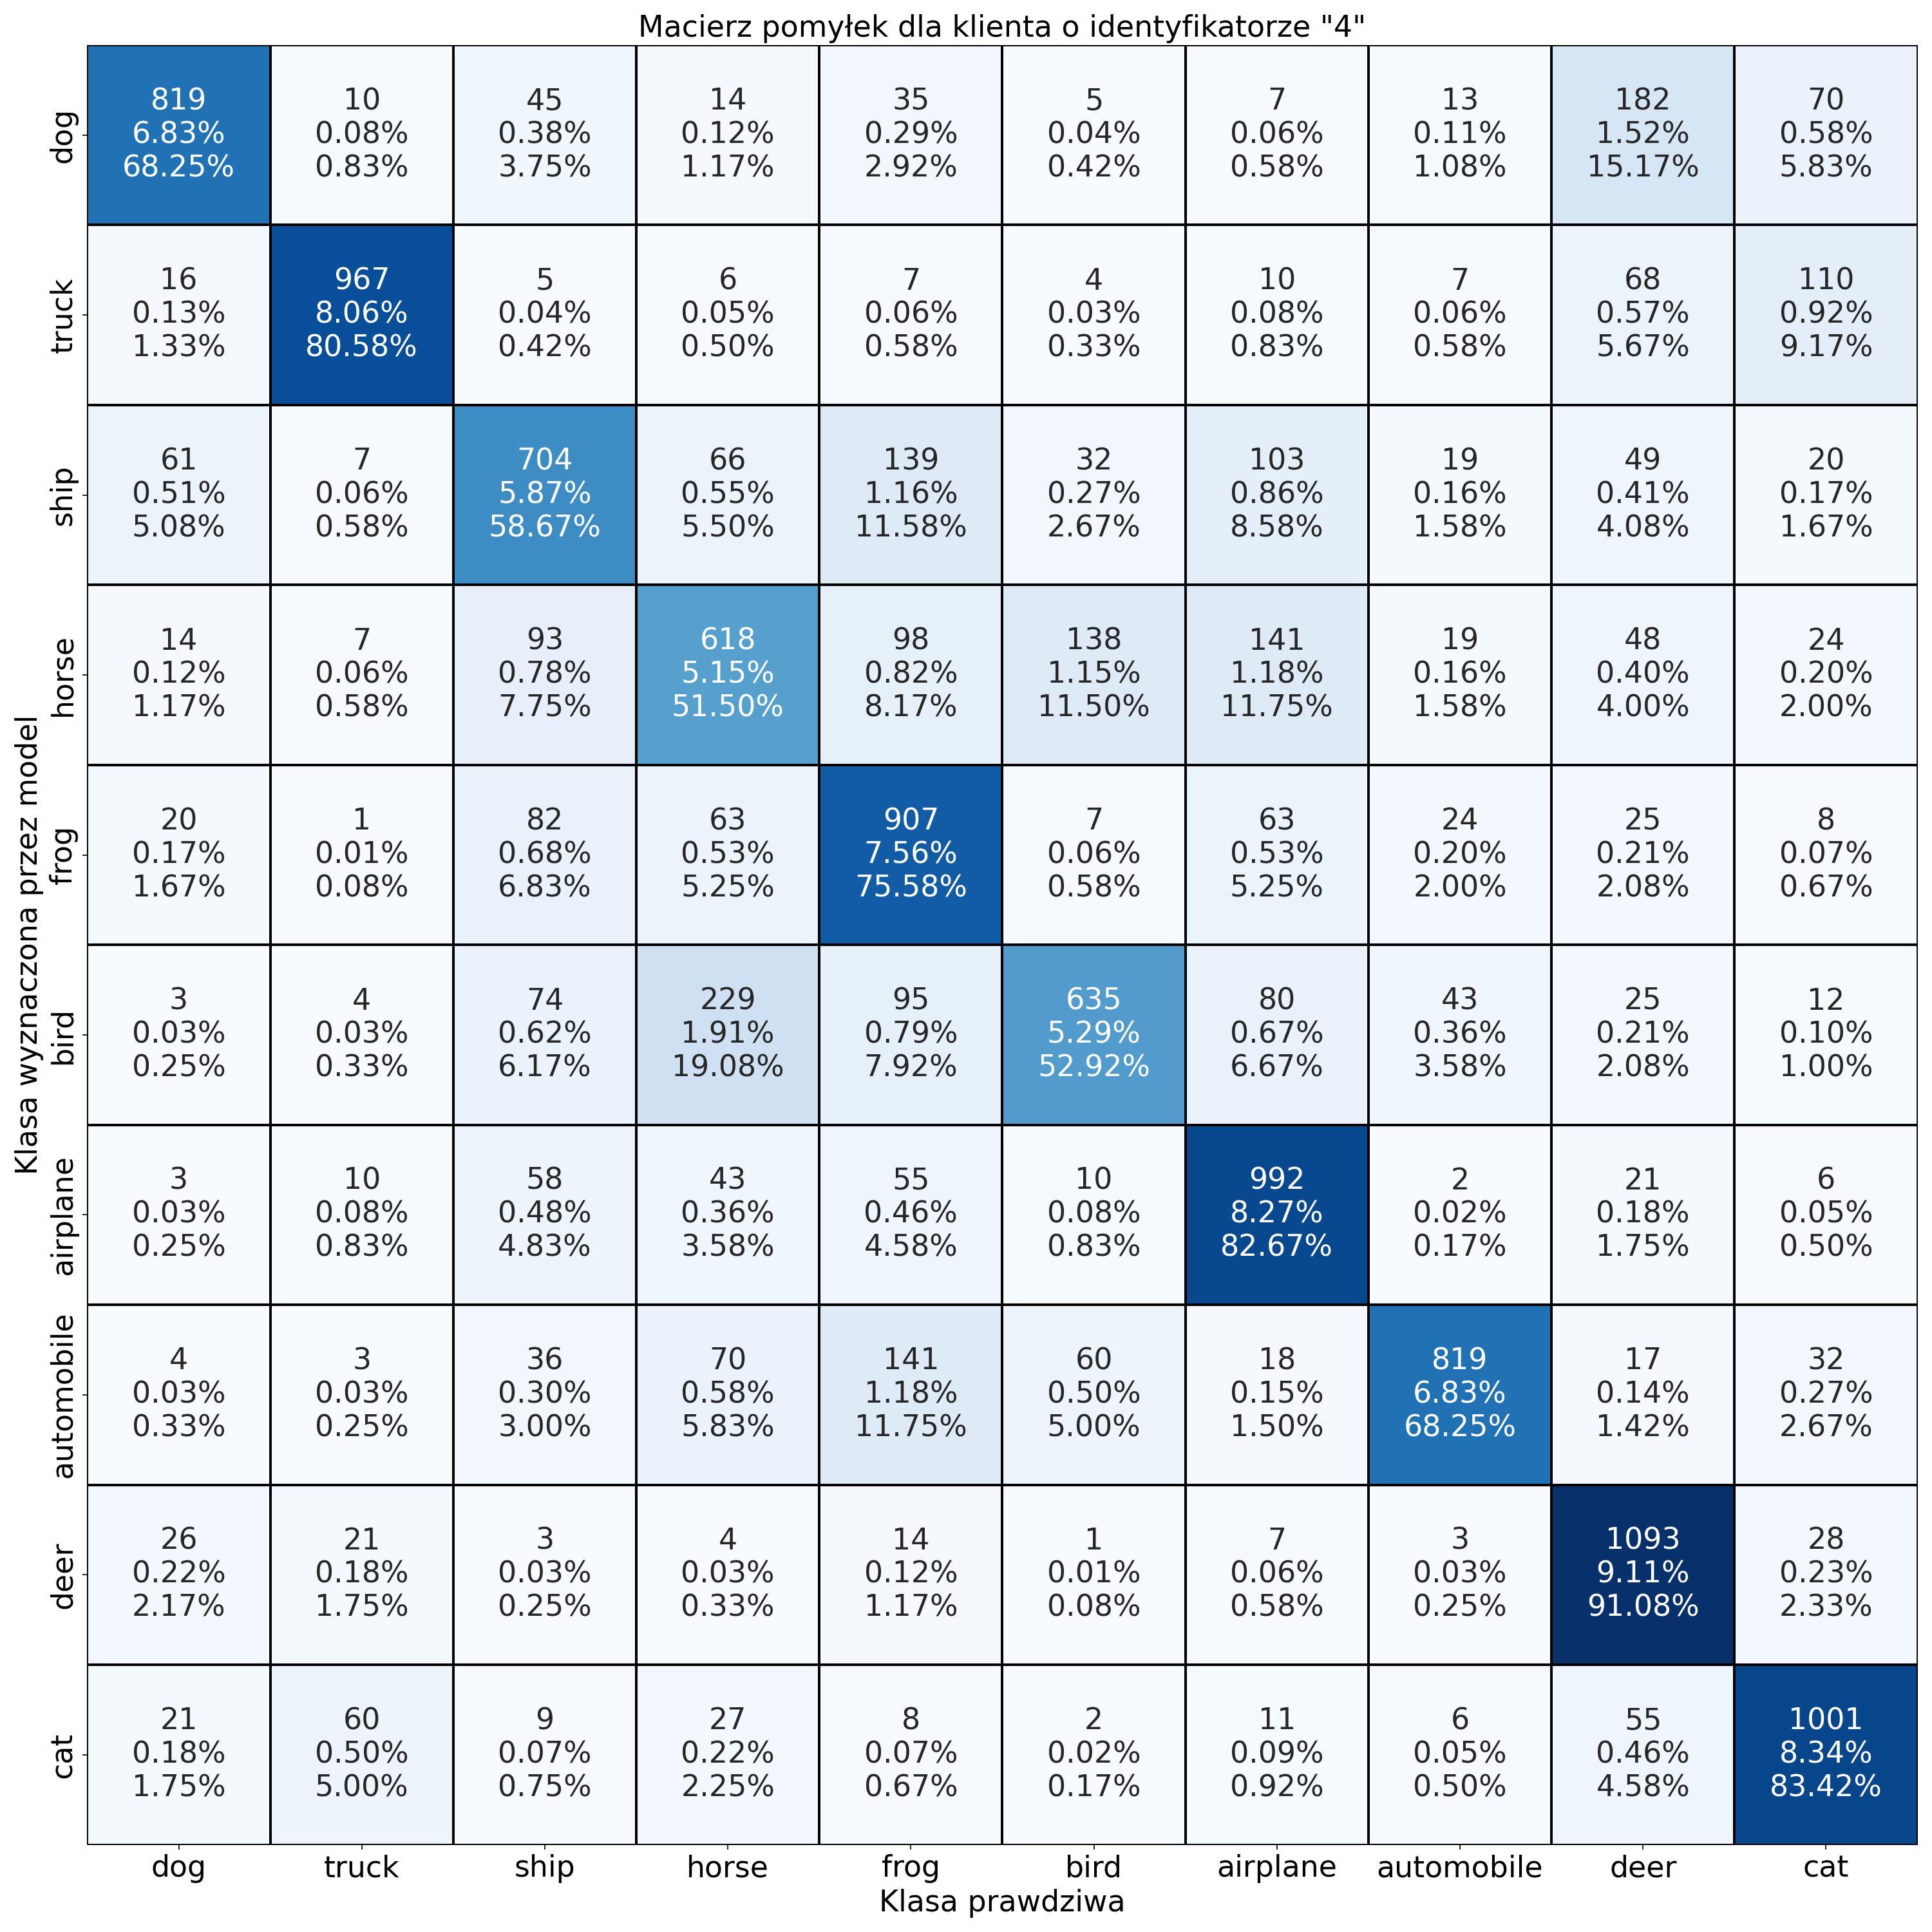 Macierz pomyłek dla klienta o identyfikatorze "4"
Klasa wyznaczona przez model
dog
819 10 45 14 35 5 7 13 182 70
6.83% 0.08% 0.38% 0.12% 0.29% 0.04% 0.06% 0.11% 1.52% 0.58%
68.25% 0.83% 3.75% 1.17% 2.92% 0.42% 0.58% 1.08% 15.17% 5.83%
truck
16 967 5 6 7 4 10 7 68 110
0.13% 8.06% 0.04% 0.05% 0.06% 0.03% 0.08% 0.06% 0.57% 0.92%
1.33% 80.58% 0.42% 0.50% 0.58% 0.33% 0.83% 0.58% 5.67% 9.17%
ship
61 7 704 66 139 32 103 19 49 20
0.51% 0.06% 5.87% 0.55% 1.16% 0.27% 0.86% 0.16% 0.41% 0.17%
5.08% 0.58% 58.67% 5.50% 11.58% 2.67% 8.58% 1.58% 4.08% 1.67%
horse
14 7 93 618 98 138 141 19 48 24
0.12% 0.06% 0.78% 5.15% 0.82% 1.15% 1.18% 0.16% 0.40% 0.20%
1.17% 0.58% 7.75% 51.50% 8.17% 11.50% 11.75% 1.58% 4.00% 2.00%
frog
20 1 82 63 907 7 63 24 25 8
0.17% 0.01% 0.68% 0.53% 7.56% 0.06% 0.53% 0.20% 0.21% 0.07%
1.67% 0.08% 6.83% 5.25% 75.58% 0.58% 5.25% 2.00% 2.08% 0.67%
bird
3 4 74 229 95 635 80 43 25 12
0.03% 0.03% 0.62% 1.91% 0.79% 5.29% 0.67% 0.36% 0.21% 0.10%
0.25% 0.33% 6.17% 19.08% 7.92% 52.92% 6.67% 3.58% 2.08% 1.00%
airplane
3 10 58 43 55 10 992 2 21 6
0.03% 0.08% 0.48% 0.36% 0.46% 0.08% 8.27% 0.02% 0.18% 0.05%
0.25% 0.83% 4.83% 3.58% 4.58% 0.83% 82.67% 0.17% 1.75% 0.50%
automobile
4 3 36 70 141 60 18 819 17 32
0.03% 0.03% 0.30% 0.58% 1.18% 0.50% 0.15% 6.83% 0.14% 0.27%
0.33% 0.25% 3.00% 5.83% 11.75% 5.00% 1.50% 68.25% 1.42% 2.67%
deer
26 21 3 4 14 1 7 3 1093 28
0.22% 0.18% 0.03% 0.03% 0.12% 0.01% 0.06% 0.03% 9.11% 0.23%
2.17% 1.75% 0.25% 0.33% 1.17% 0.08% 0.58% 0.25% 91.08% 2.33%
cat
21 60 9 27 8 2 11 6 55 1001
0.18% 0.50% 0.07% 0.22% 0.07% 0.02% 0.09% 0.05% 0.46% 8.34%
1.75% 5.00% 0.75% 2.25% 0.67% 0.17% 0.92% 0.50% 4.58% 83.42%
dog truck ship horse frog bird airplane automobile deer cat
Klasa prawdziwa